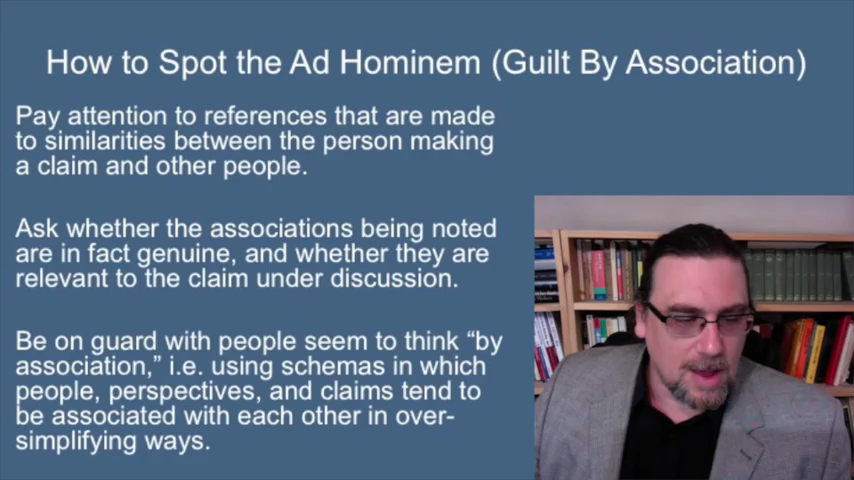 How to Spot the Ad Hominem (Guilt By Association)
Pay attention to references that are made
to similarities between the person making
a claim and other people.
Ask whether the associations being noted
are in fact genuine, and whether they are
relevant to the claim under discussion.
Be on guard with people seem to think “by
association,” i.e. using schemas in which
people, perspectives, and claims tend to
be associated with each other in over-
simplifying ways.